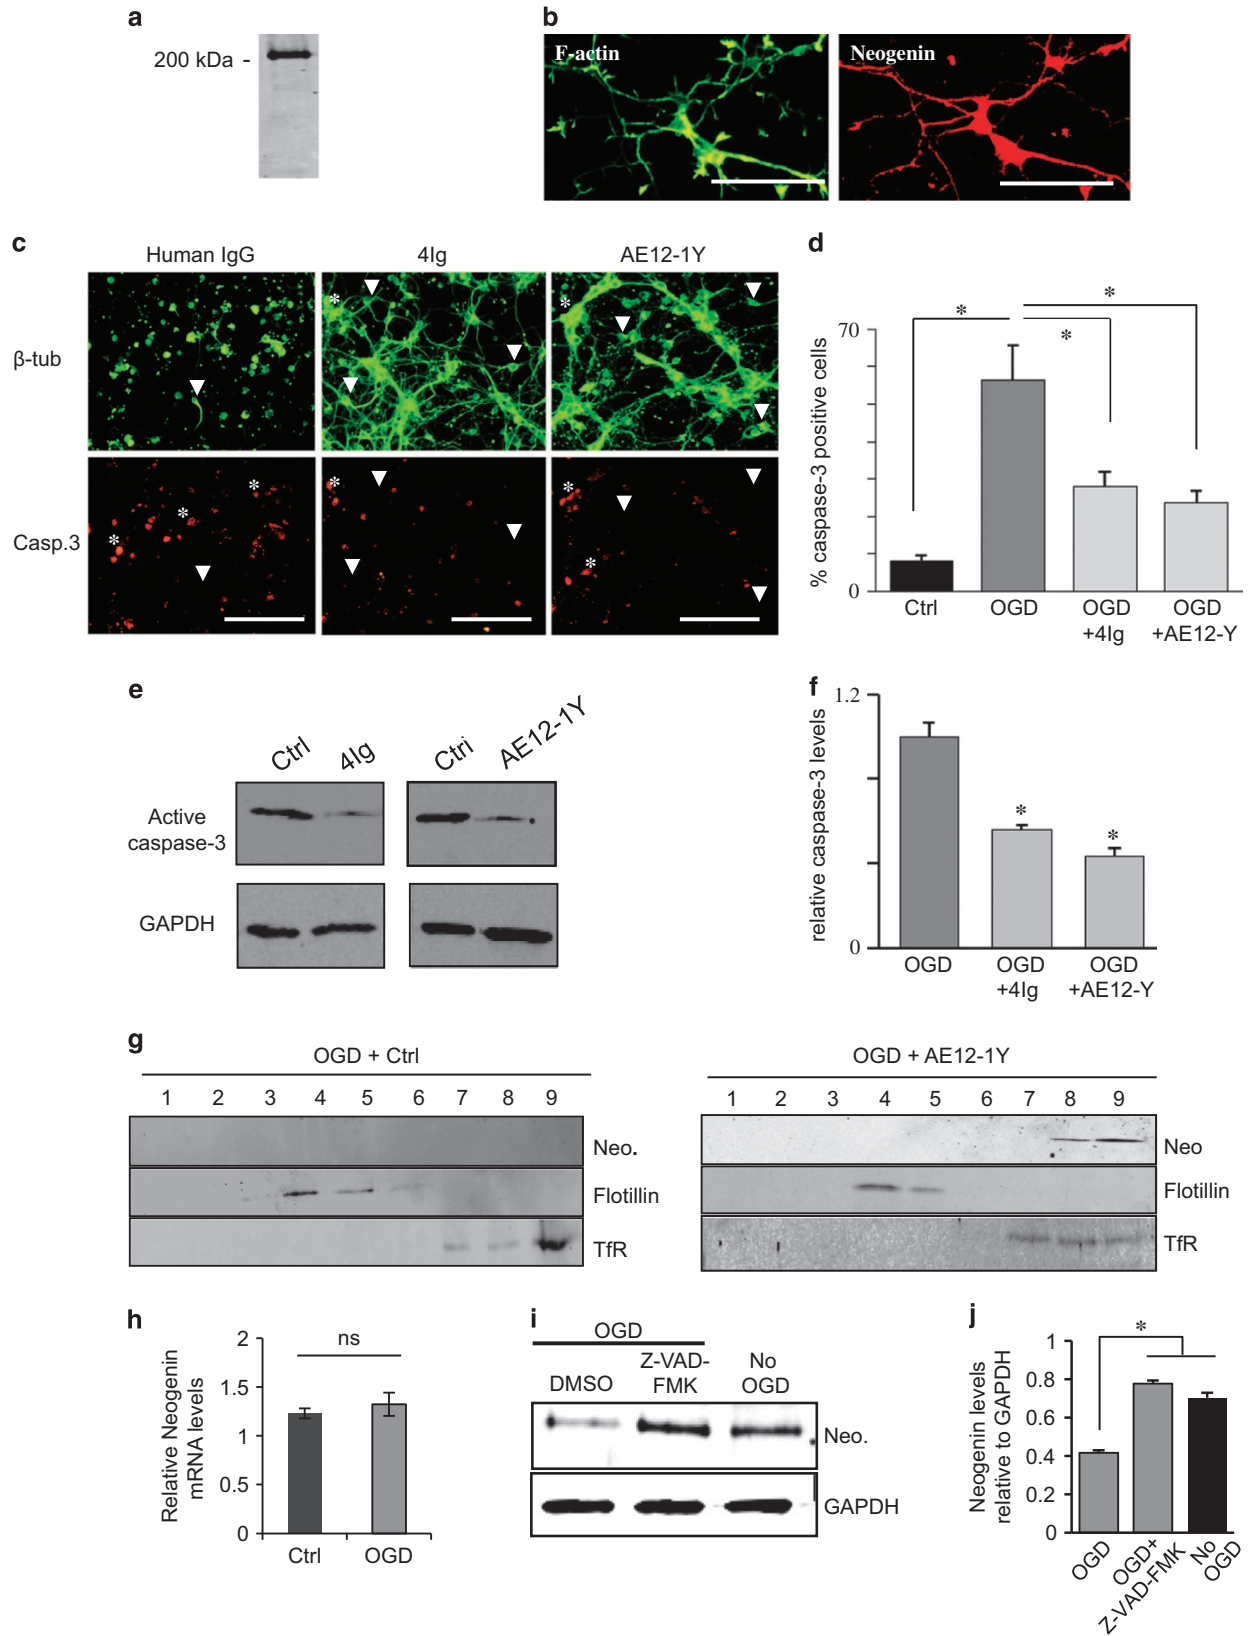 a
200 kDa -
b
F-actin
Neogenin
c
Human IgG
4Ig
AE12-1Y
β-tub
*
*
Casp.3
*
*
*
*
*
*
d
% caspase-3 positive cells
70
0
*
*
*
Ctrl
OGD
OGD
+4Ig
OGD
+AE12-Y
e
Ctrl
4Ig
Ctri
AE12-1Y
Active
caspase-3
GAPDH
f
relative caspase-3 levels
1.2
0
*
*
OGD
OGD
+4Ig
OGD
+AE12-Y
g
OGD + Ctrl
1 2 3 4 5 6 7 8 9
Neo.
Flotillin
TfR
OGD + AE12-1Y
1 2 3 4 5 6 7 8 9
Neo
Flotillin
TfR
h
Relative Neogenin
mRNA levels
2
1.5
1
0.5
0
ns
Ctrl
OGD
i
OGD
DMSO
Z-VAD-
FMK
No
OGD
Neo.
GAPDH
j
Neogenin levels
relative to GAPDH
1
0.8
0.6
0.4
0.2
0
*
OGD
OGD+
Z-VAD-FMK
No
OGD